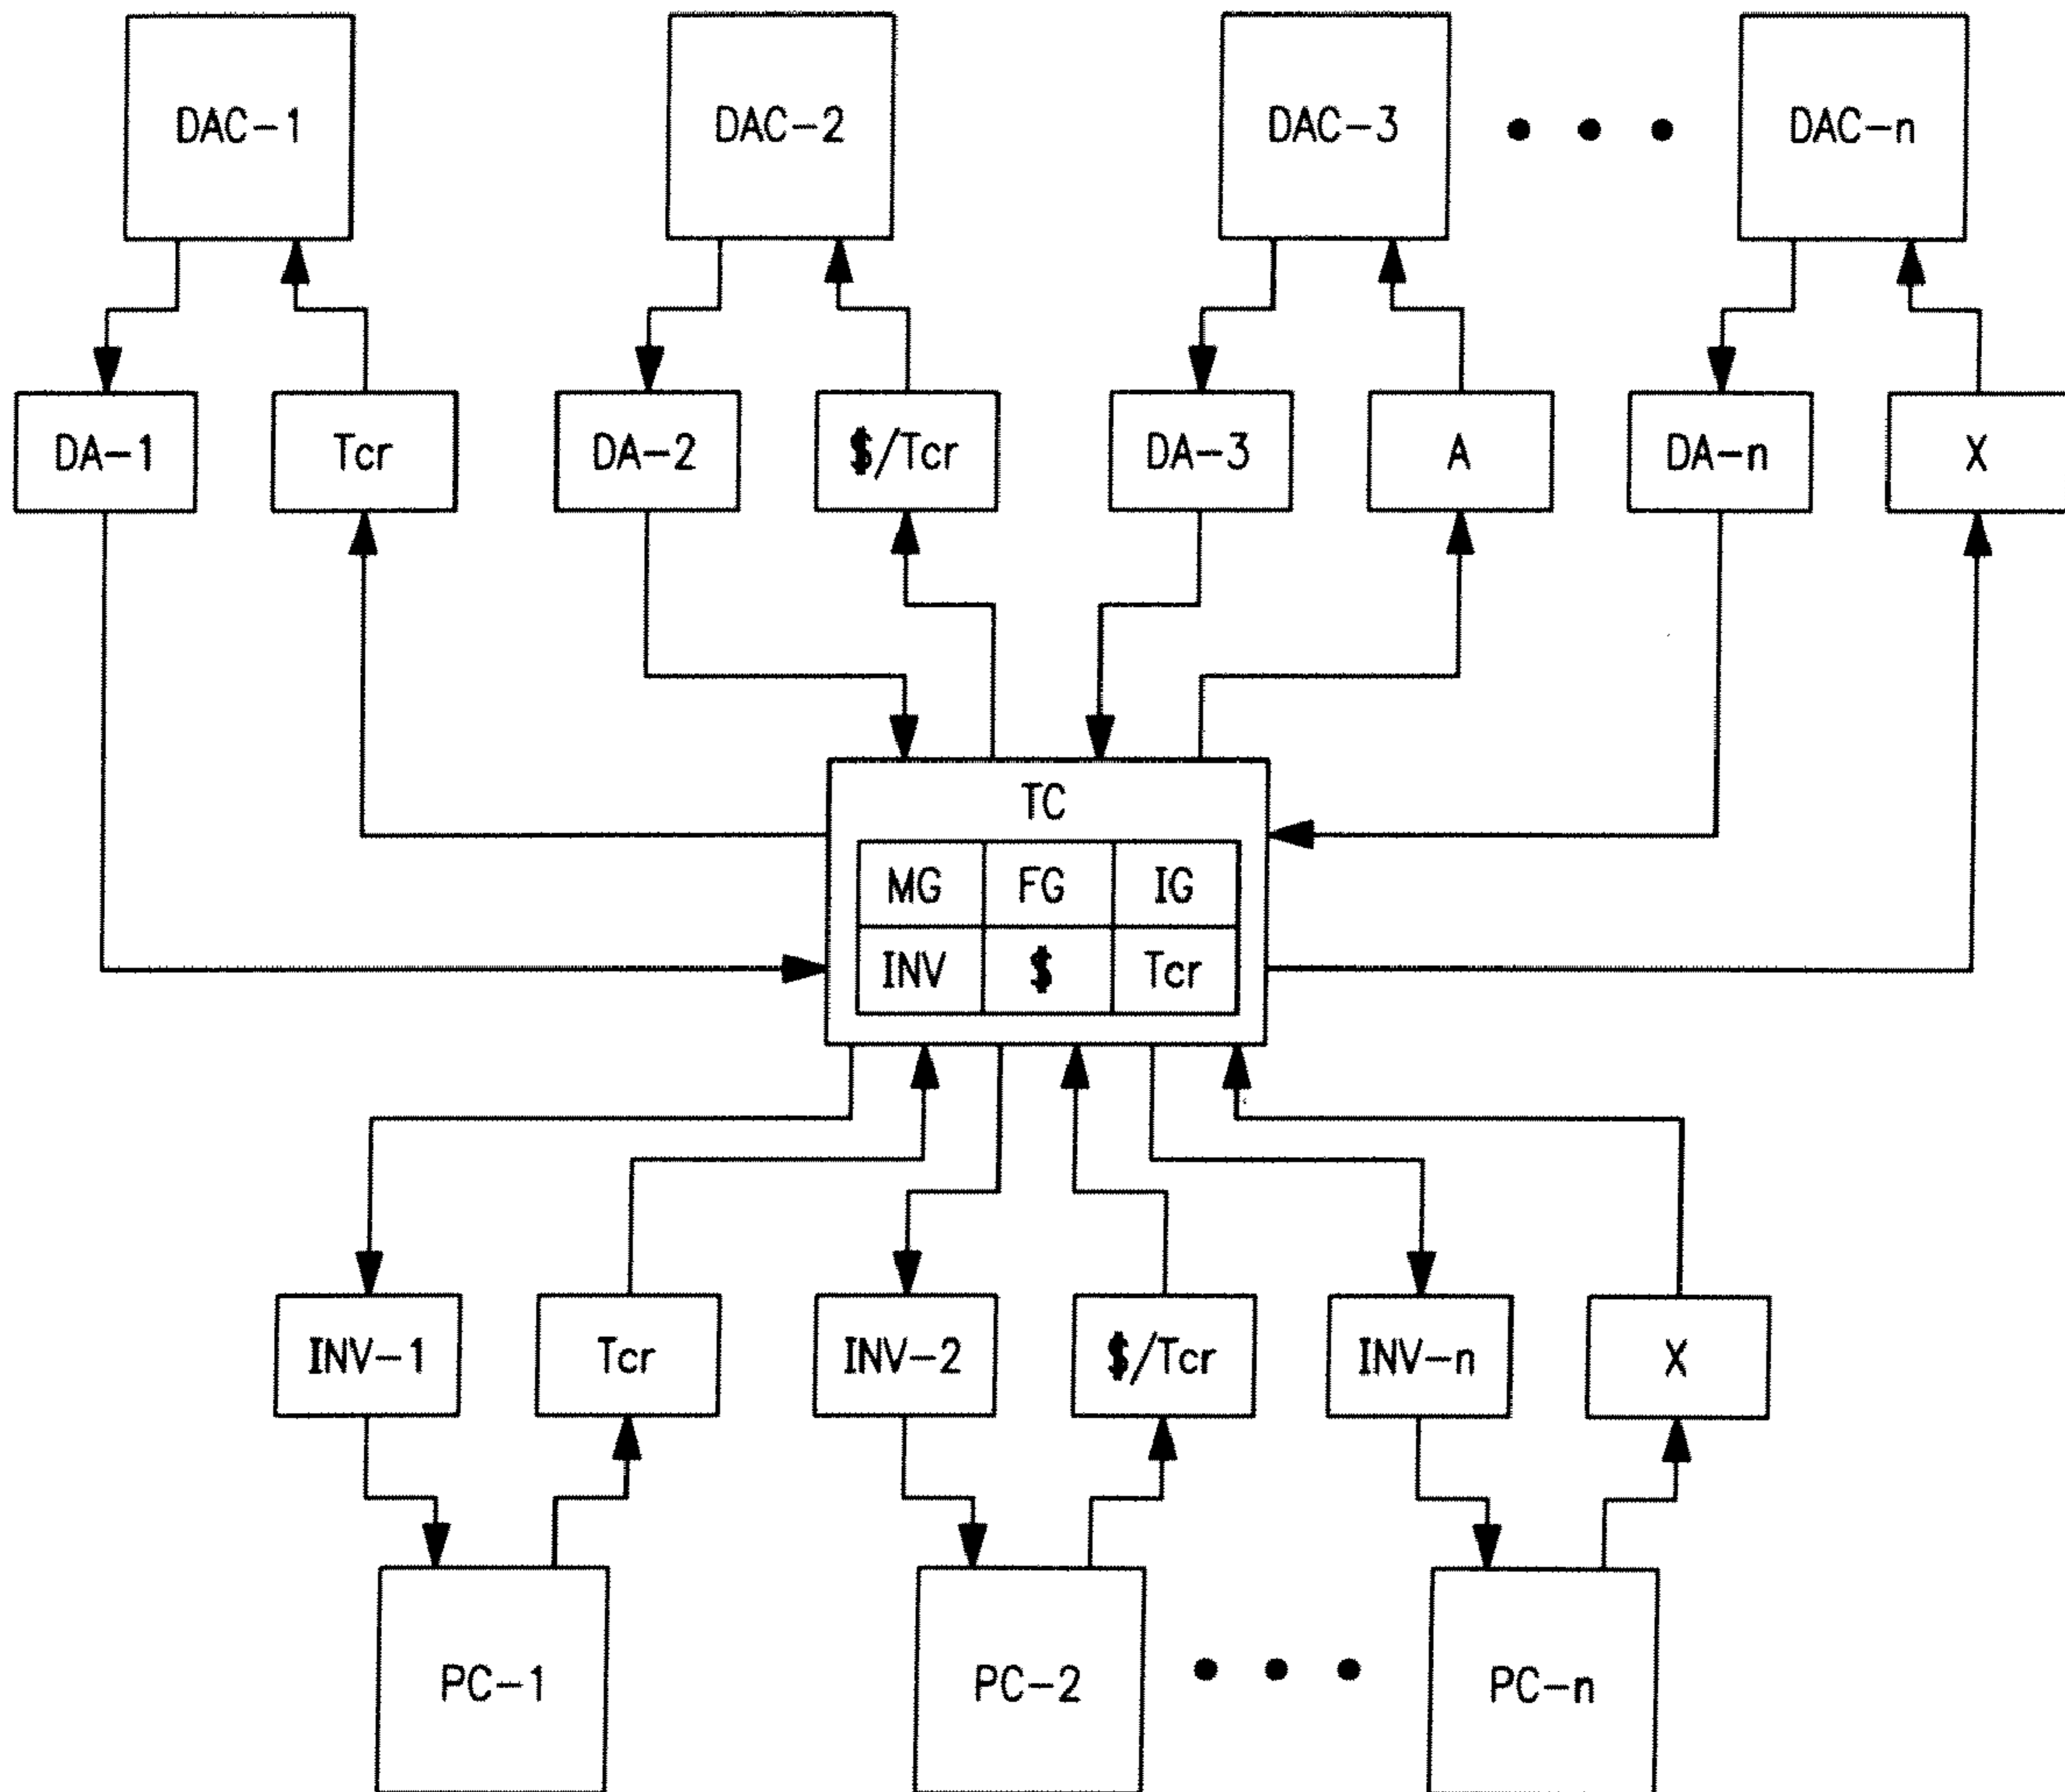 DAC-1
DAC-2
DAC-3
DAC-n
DA-1
Tcr
DA-2
$/Tcr
DA-3
A
DA-n
X
TC
MG
FG
IG
INV
$
Tcr
INV-1
Tcr
INV-2
$/Tcr
INV-n
X
PC-1
PC-2
PC-n